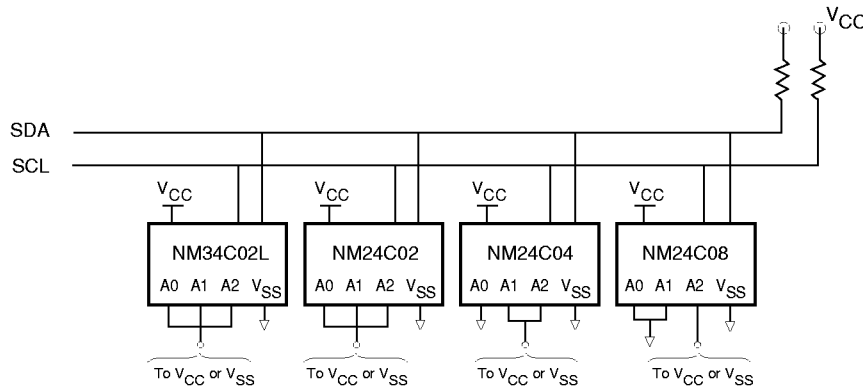 VCC
SDA
SCL
VCC VCC VCC VCC
NM34C02L NM24C02 NM24C04 NM24C08
A0 A1 A2 VSS A0 A1 A2 VSS A0 A1 A2 VSS A0 A1 A2 VSS
To VCC or VSS To VCC or VSS To VCC or VSS To VCC or VSS